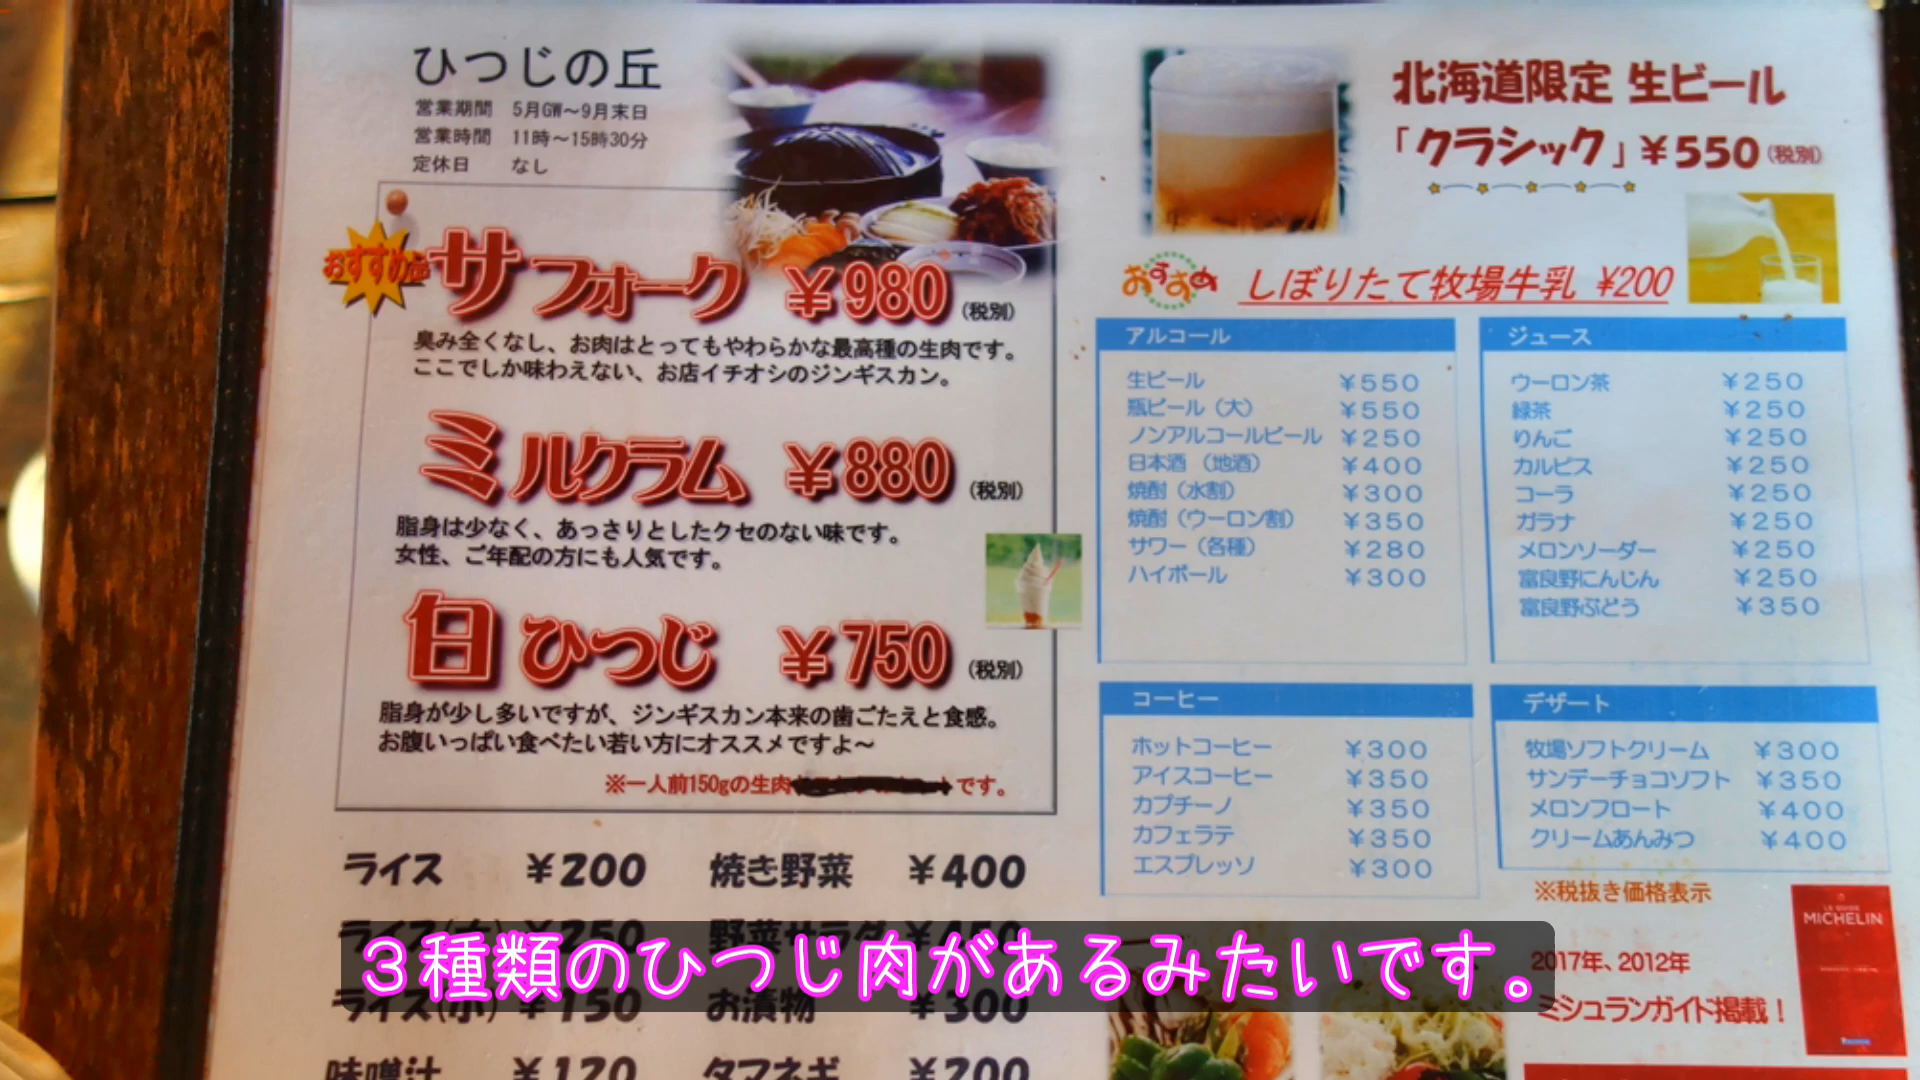 ひつじの丘
営業期間 5月GW～9月末日
営業時間 11時～15時30分
定休日 なし
おすすめ品
サフォーク ￥980 (税別)
臭み全くなし、お肉はとってもやわらかな最高種の生肉です。
ここでしか味わえない、お店イチオシのジンギスカン。
ミルクラム ￥880 (税別)
脂身は少なく、あっさりとしたクセのない味です。
女性、ご年配の方にも人気です。
白ひつじ ￥750 (税別)
脂身が少し多いですが、ジンギスカン本来の歯ごたえと食感。
お腹いっぱい食べたい若い方にオススメですよ～
※一人前150gの生肉
です。
ライス ￥200
焼き野菜 ￥400
ライス(大) ￥250
野菜サラダ ￥450
ライス(小) ￥150
お漬物 ￥300
味噌汁 ￥120
タマネギ ￥200
北海道限定 生ビール
「クラシック」￥550 (税別)
おすすめ しぼりたて牧場牛乳 ¥200
アルコール
生ビール ￥550
瓶ビール（大） ￥550
ノンアルコールビール ￥250
日本酒（地酒） ￥400
焼酎（水割） ￥300
焼酎（ウーロン割） ￥350
サワー（各種） ￥280
ハイボール ￥300
ジュース
ウーロン茶 ￥250
緑茶 ￥250
りんご ￥250
カルピス ￥250
コーラ ￥250
ガラナ ￥250
メロンソーダー ￥250
富良野にんじん ￥250
富良野ぶどう ￥350
コーヒー
ホットコーヒー ￥300
アイスコーヒー ￥350
カプチーノ ￥350
カフェラテ ￥350
エスプレッソ ￥300
デザート
牧場ソフトクリーム ￥300
サンデーチョコソフト ￥350
メロンフロート ￥400
クリームあんみつ ￥400
※税抜き価格表示
LE GUIDE
MICHELIN
2017年、2012年
ミシュランガイド掲載！
３種類のひつじ肉があるみたいです。